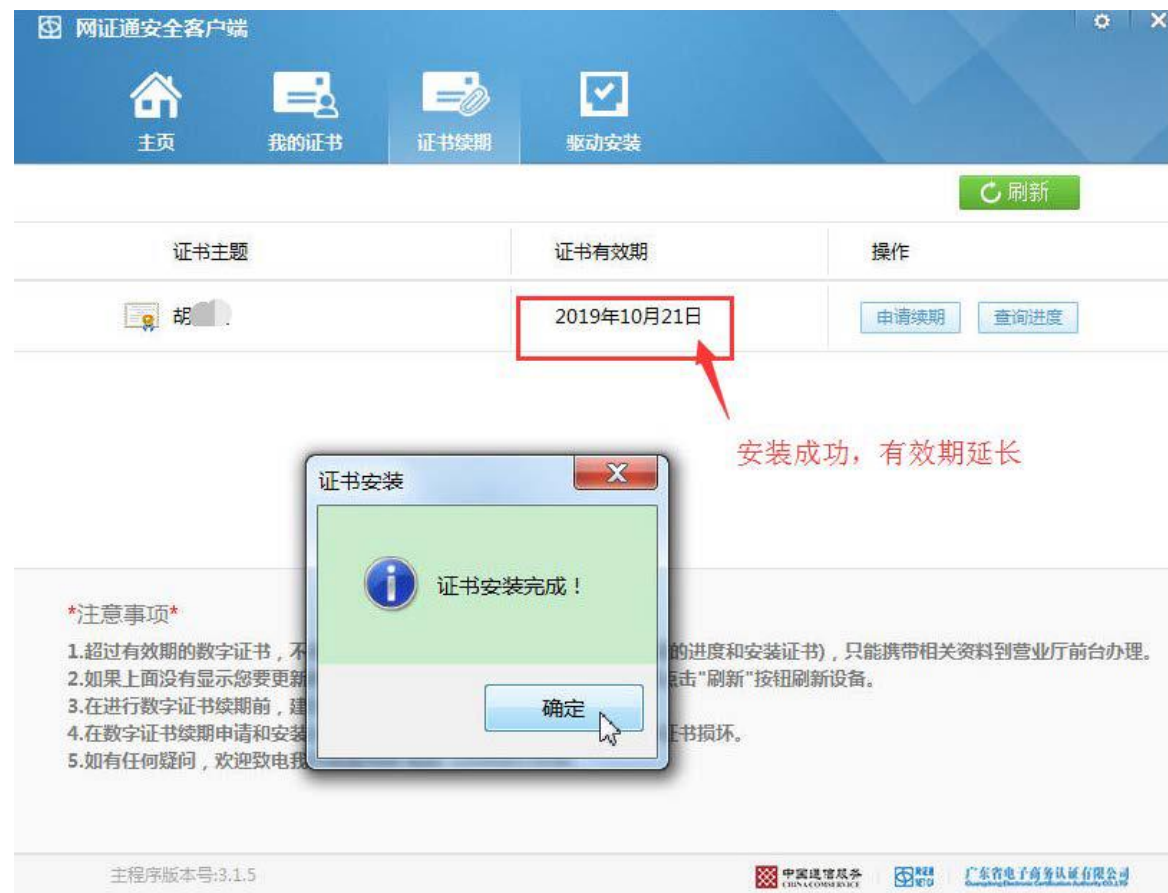 网证通安全客户端
主页 我的证书 证书续期 驱动安装
刷新
证书主题 证书有效期 操作
胡 2019年10月21日 申请续期 查询进度
安装成功，有效期延长
证书安装
证书安装完成！
确定
*注意事项*
1.超过有效期的数字证书，不 的进度和安装证书)，只能携带相关资料到营业厅前台办理。
2.如果上面没有显示您要更新 点击"刷新"按钮刷新设备。
3.在进行数字证书续期前，建
4.在数字证书续期申请和安装 证书损坏。
5.如有任何疑问，欢迎致电我
主程序版本号:3.1.5
中国通信服务 CHINA COMSERVICE 网证通 NETCA 广东省电子商务认证有限公司